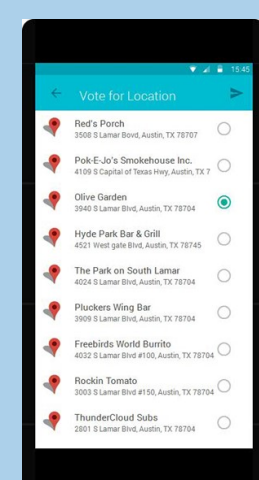 15:45
Vote for Location
Red's Porch
3508 S Lamar Bovd, Austin, TX 78707
Pok-E-Jo's Smokehouse Inc.
4109 S Capital of Texas Hwy, Austin, TX 7
Olive Garden
3940 S Lamar Blvd, Austin, TX 78704
Hyde Park Bar & Grill
4521 West gate Blvd, Austin, TX 78745
The Park on South Lamar
4024 S Lamar Blvd, Austin, TX 78704
Pluckers Wing Bar
3909 S Lamar Blvd, Austin, TX 78704
Freebirds World Burrito
4032 S Lamar Blvd #100, Austin, TX 78704
Rockin Tomato
3003 S Lamar Blvd #150, Austin, TX 78704
ThunderCloud Subs
2801 S Lamar Blvd, Austin, TX 78704